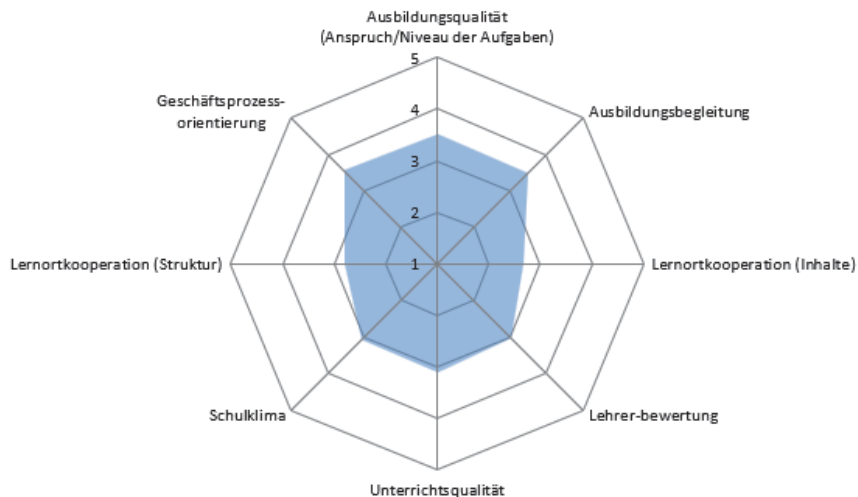 Ausbildungsqualität
(Anspruch/Niveau der Aufgaben)
5
Geschäftsprozess-
orientierung
4
Ausbildungsbegleitung
3
2
Lernortkooperation (Struktur)
1
Lernortkooperation (Inhalte)
Schulklima
Lehrer-bewertung
Unterrichtsqualität